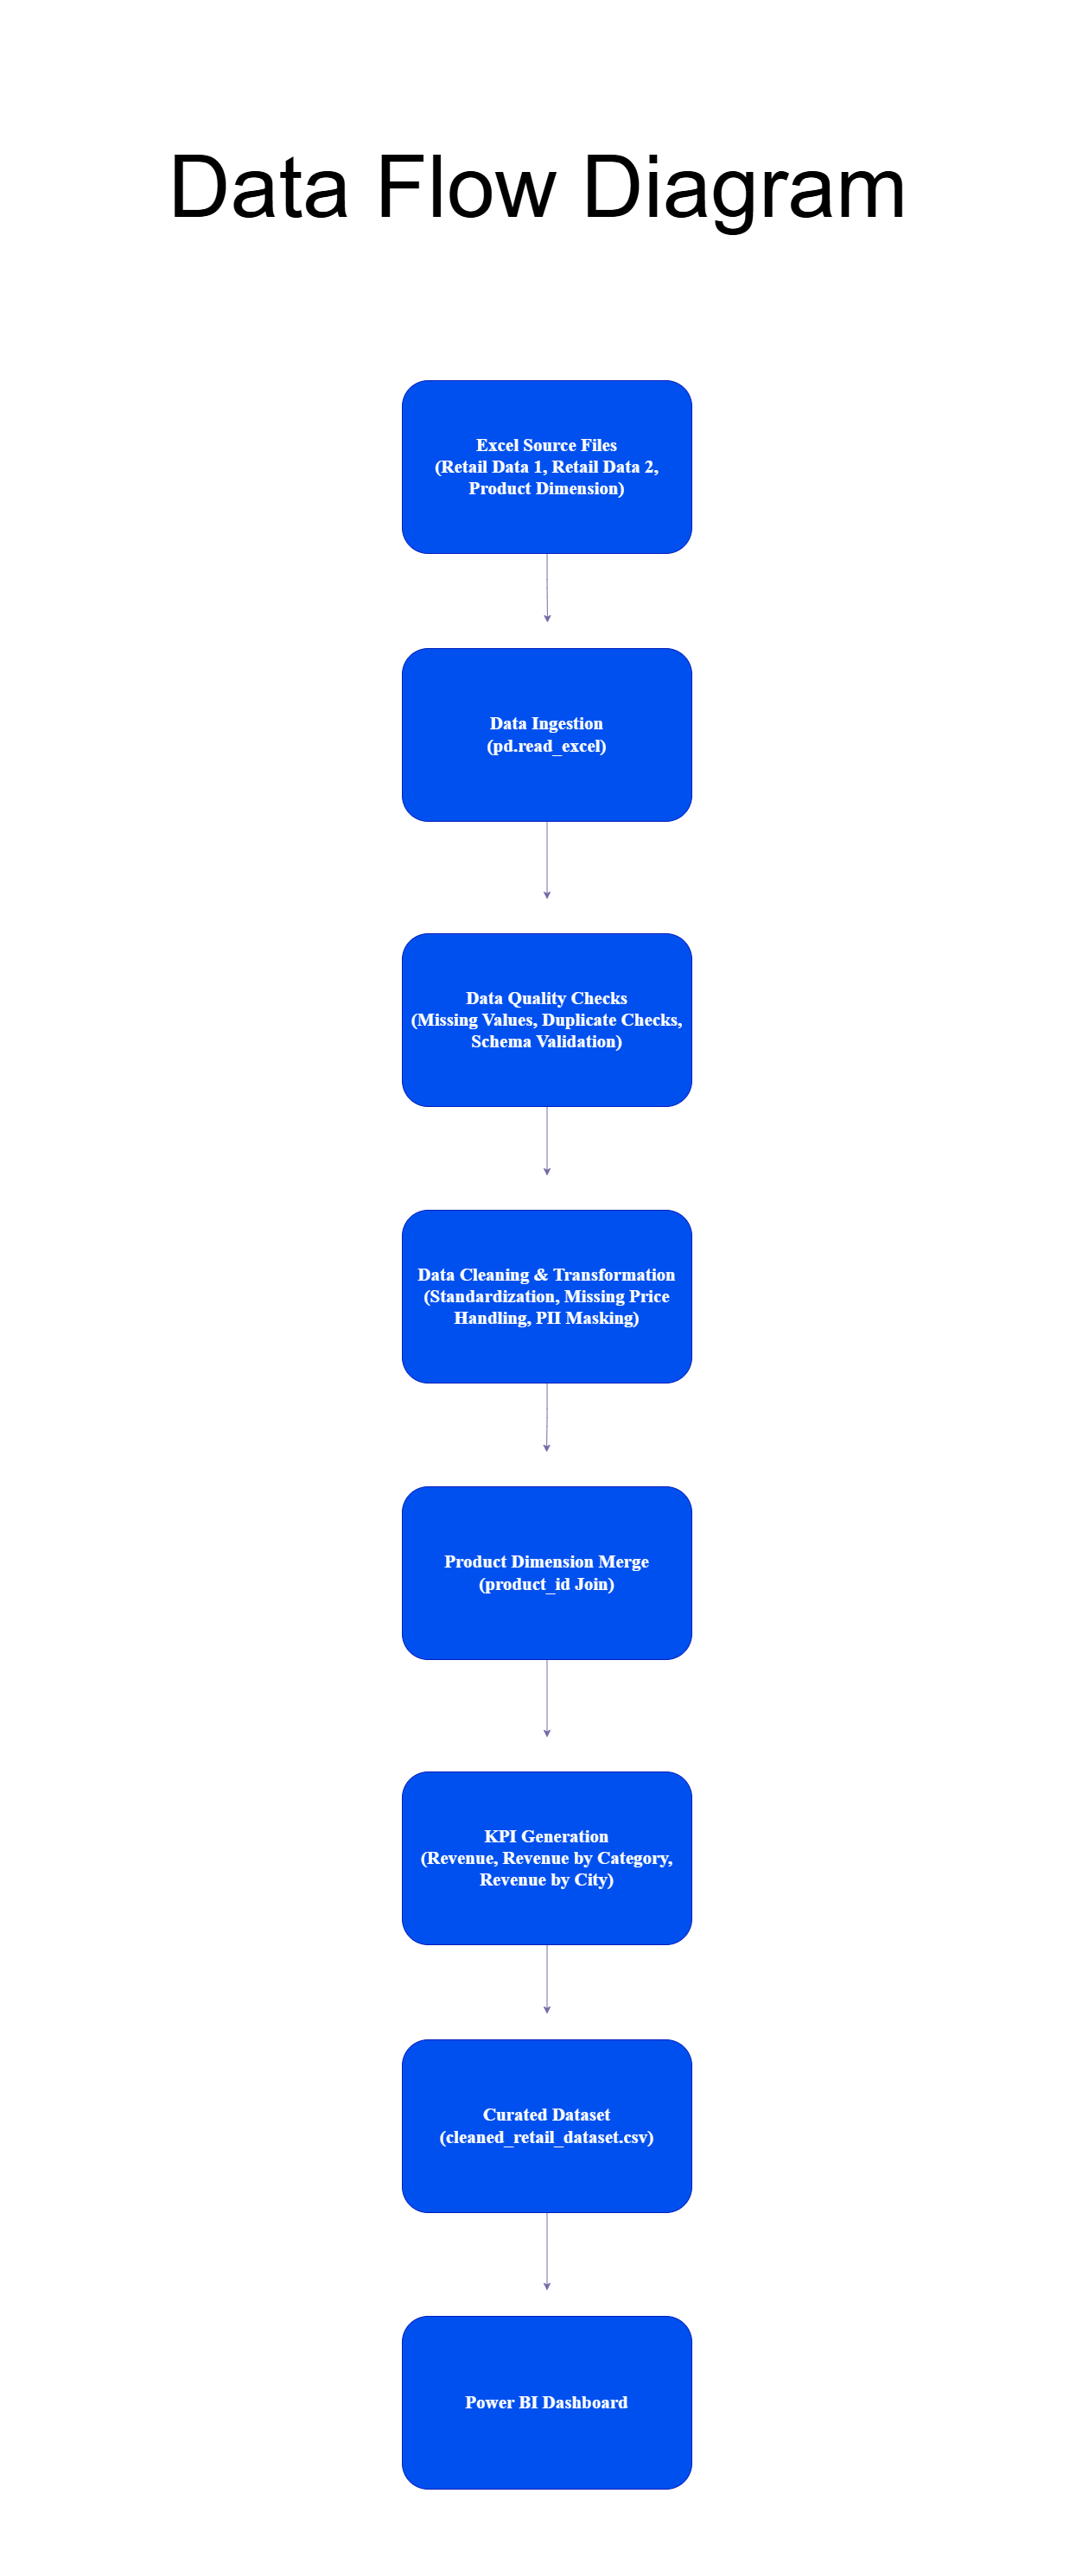 Data Flow Diagram
Excel Source Files
(Retail Data 1, Retail Data 2,
Product Dimension)
Data Ingestion
(pd.read_excel)
Data Quality Checks
(Missing Values, Duplicate Checks,
Schema Validation)
Data Cleaning & Transformation
(Standardization, Missing Price
Handling, PII Masking)
Product Dimension Merge
(product_id Join)
KPI Generation
(Revenue, Revenue by Category,
Revenue by City)
Curated Dataset
(cleaned_retail_dataset.csv)
Power BI Dashboard